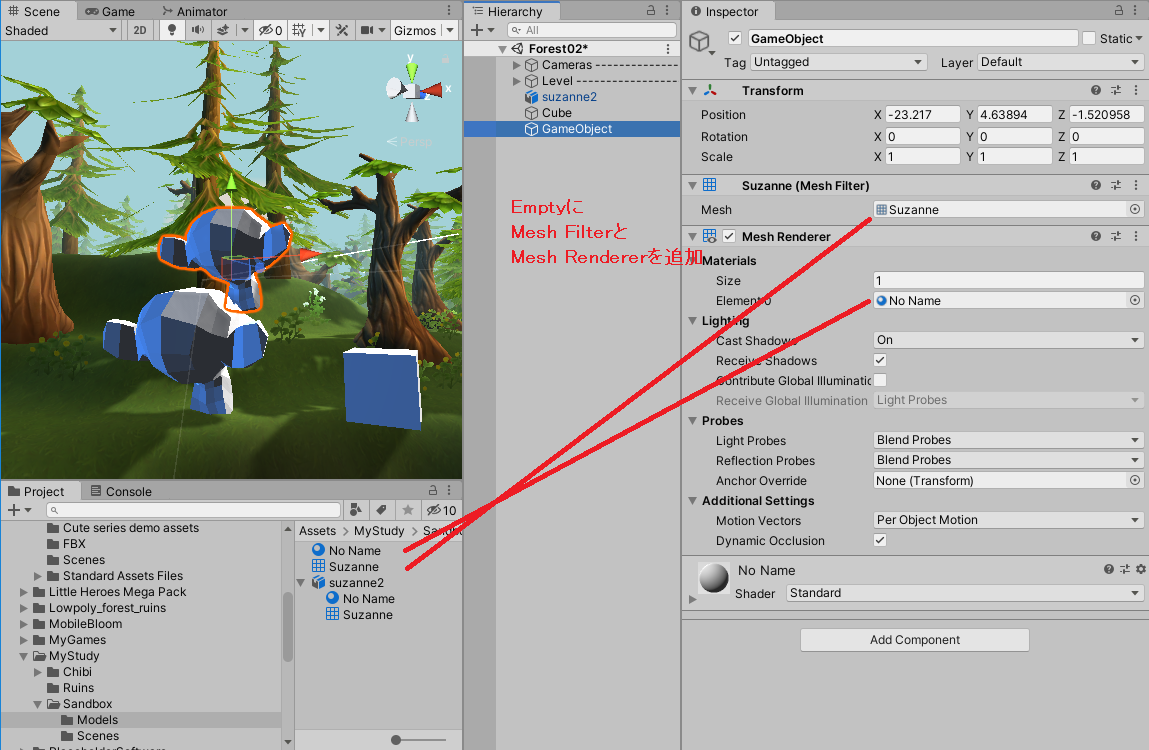 Scene
Game
Animator
Shaded
2D
0
Gizmos
y
x
z
Persp
Hierarchy
All
Forest02*
Cameras ---------------
Level ------------------
suzanne2
Cube
GameObject
Emptyに
Mesh Filterと
Mesh Rendererを追加
Inspector
GameObject
Static
Tag Untagged
Layer Default
Transform
Position X -23.217 Y 4.63894 Z -1.520958
Rotation X 0 Y 0 Z 0
Scale X 1 Y 1 Z 1
Suzanne (Mesh Filter)
Mesh Suzanne
Mesh Renderer
Materials
Size 1
Element 0 No Name
Lighting
Cast Shadows On
Receive Shadows
Contribute Global Illuminatic
Receive Global Illumination Light Probes
Probes
Light Probes Blend Probes
Reflection Probes Blend Probes
Anchor Override None (Transform)
Additional Settings
Motion Vectors Per Object Motion
Dynamic Occlusion
No Name
Shader Standard
Add Component
Project
Console
10
Cute series demo assets
FBX
Scenes
Standard Assets Files
Little Heroes Mega Pack
Lowpoly_forest_ruins
MobileBloom
MyGames
MyStudy
Chibi
Ruins
Sandbox
Models
Scenes
PlaceholderSoftware
Assets > MyStudy > Sandbo
No Name
Suzanne
suzanne2
No Name
Suzanne